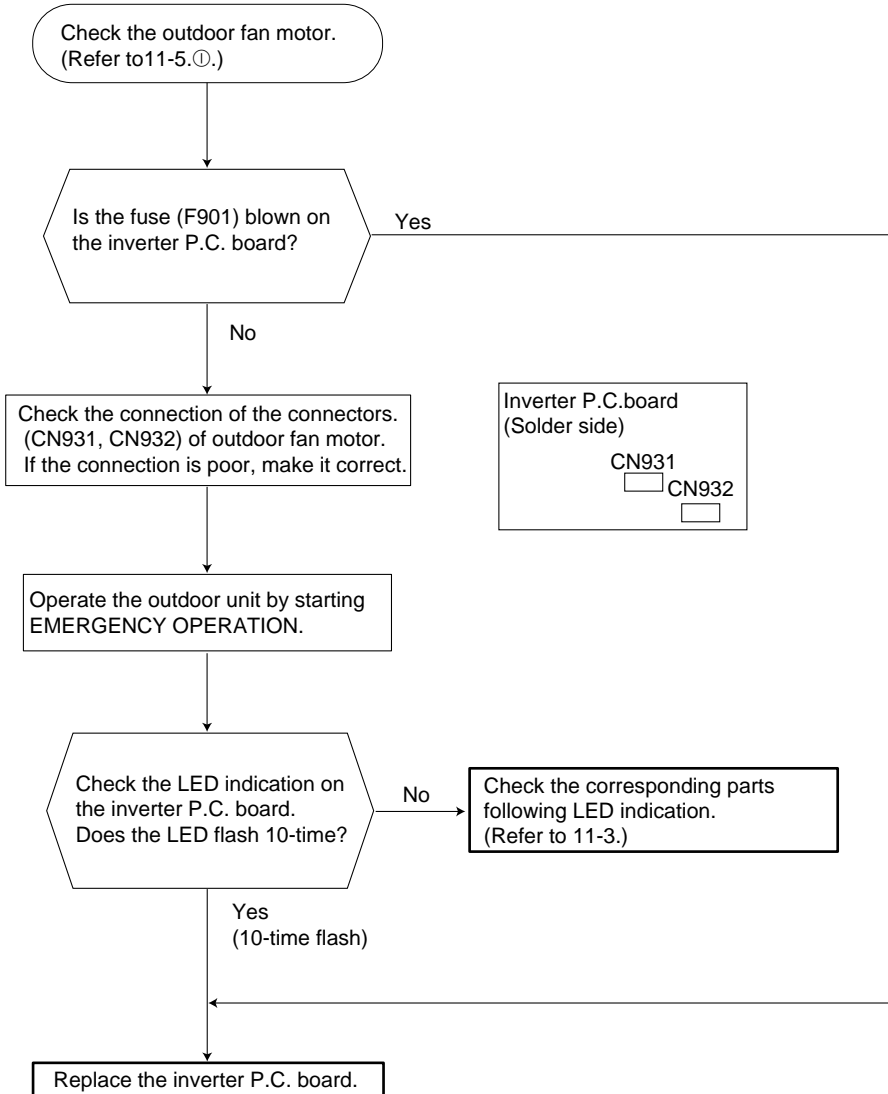 Check the outdoor fan motor.
(Refer to11-5.Ⓘ.)
Is the fuse (F901) blown on
the inverter P.C. board?
Yes
No
Check the connection of the connectors.
(CN931, CN932) of outdoor fan motor.
If the connection is poor, make it correct.
Inverter P.C.board
(Solder side)
CN931
CN932
Operate the outdoor unit by starting
EMERGENCY OPERATION.
Check the LED indication on
the inverter P.C. board.
Does the LED flash 10-time?
No
Check the corresponding parts
following LED indication.
(Refer to 11-3.)
Yes
(10-time flash)
Replace the inverter P.C. board.